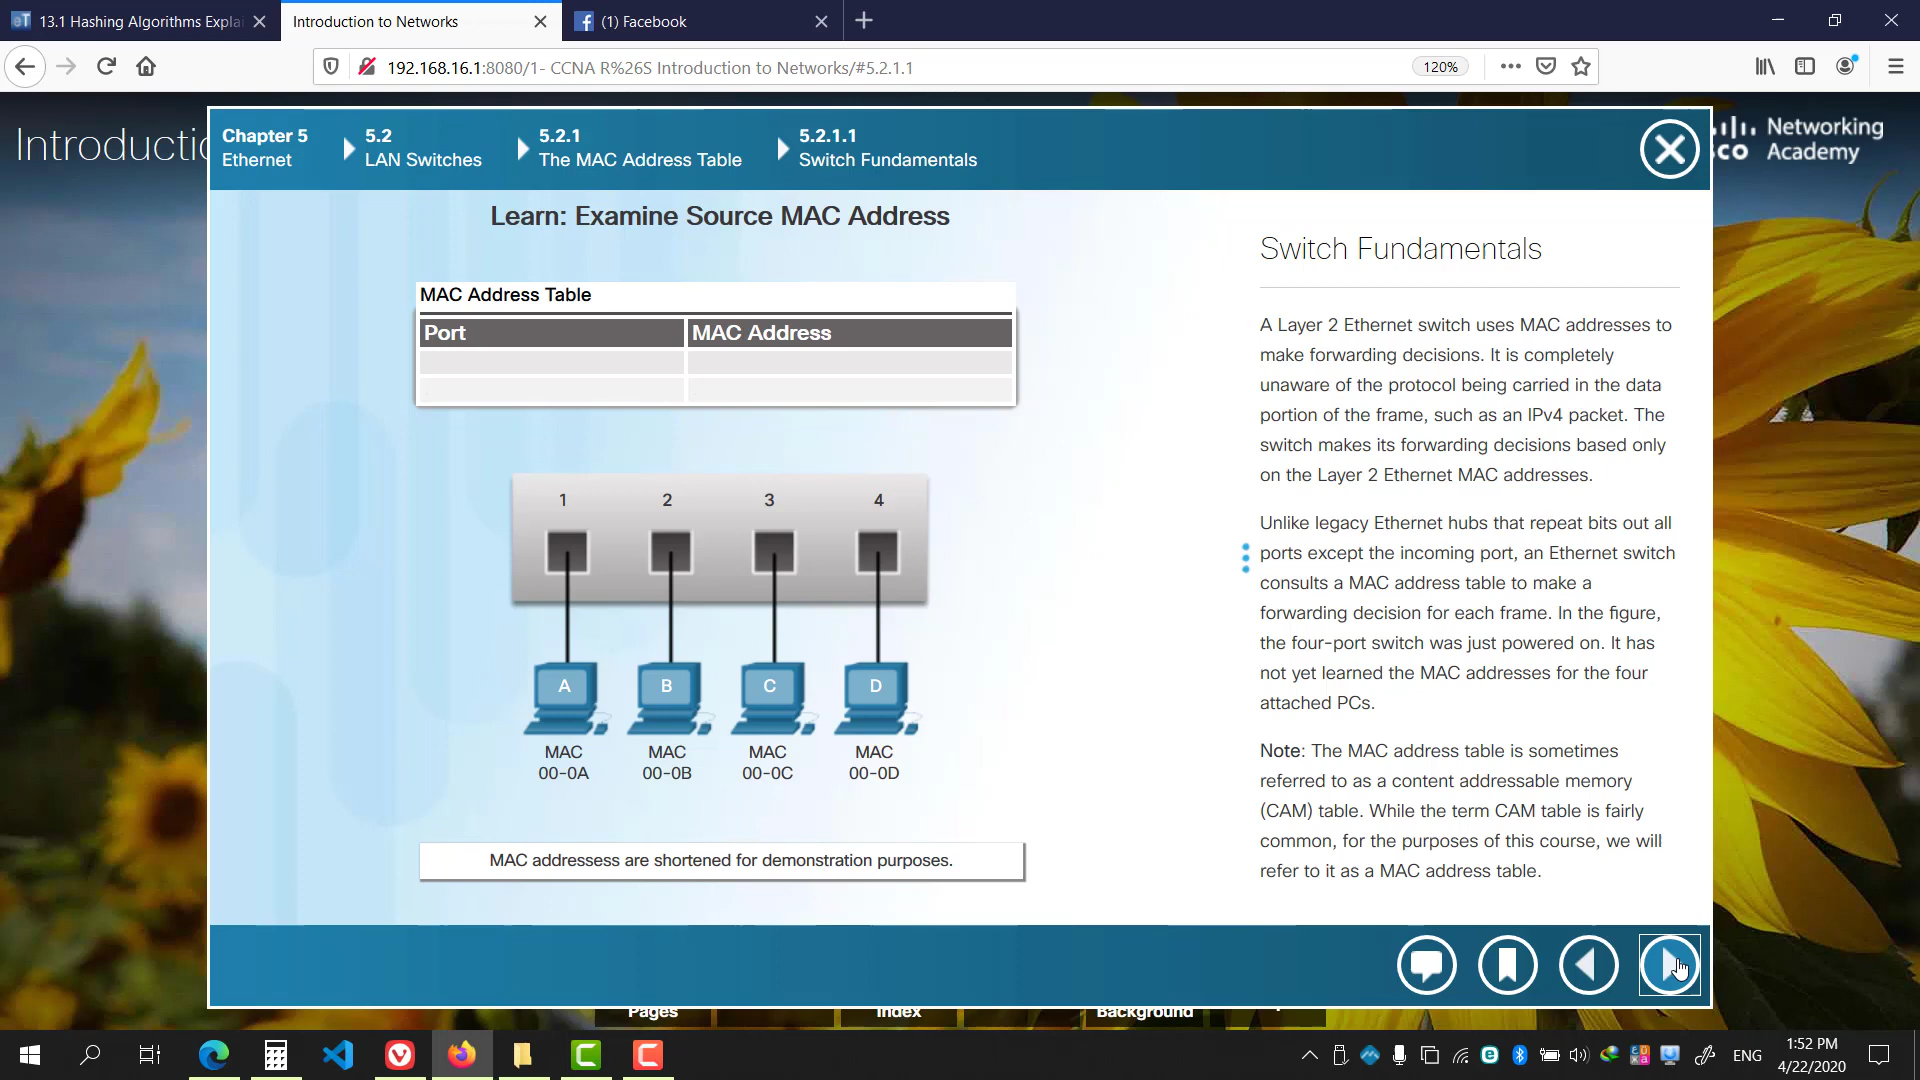 13.1 Hashing Algorithms Explai
Introduction to Networks
(1) Facebook
192.168.16.1:8080/1- CCNA R%26S Introduction to Networks/#5.2.1.1
120%
Introductio
Networking
Academy
Chapter 5
Ethernet
5.2
LAN Switches
5.2.1
The MAC Address Table
5.2.1.1
Switch Fundamentals
Learn: Examine Source MAC Address
MAC Address Table
Port MAC Address
1 2 3 4
A B C D
MAC MAC MAC MAC
00-0A 00-0B 00-0C 00-0D
MAC addressess are shortened for demonstration purposes.
Switch Fundamentals
A Layer 2 Ethernet switch uses MAC addresses to
make forwarding decisions. It is completely
unaware of the protocol being carried in the data
portion of the frame, such as an IPv4 packet. The
switch makes its forwarding decisions based only
on the Layer 2 Ethernet MAC addresses.
Unlike legacy Ethernet hubs that repeat bits out all
ports except the incoming port, an Ethernet switch
consults a MAC address table to make a
forwarding decision for each frame. In the figure,
the four-port switch was just powered on. It has
not yet learned the MAC addresses for the four
attached PCs.
Note: The MAC address table is sometimes
referred to as a content addressable memory
(CAM) table. While the term CAM table is fairly
common, for the purposes of this course, we will
refer to it as a MAC address table.
Pages Index Background
ENG
1:52 PM
4/22/2020